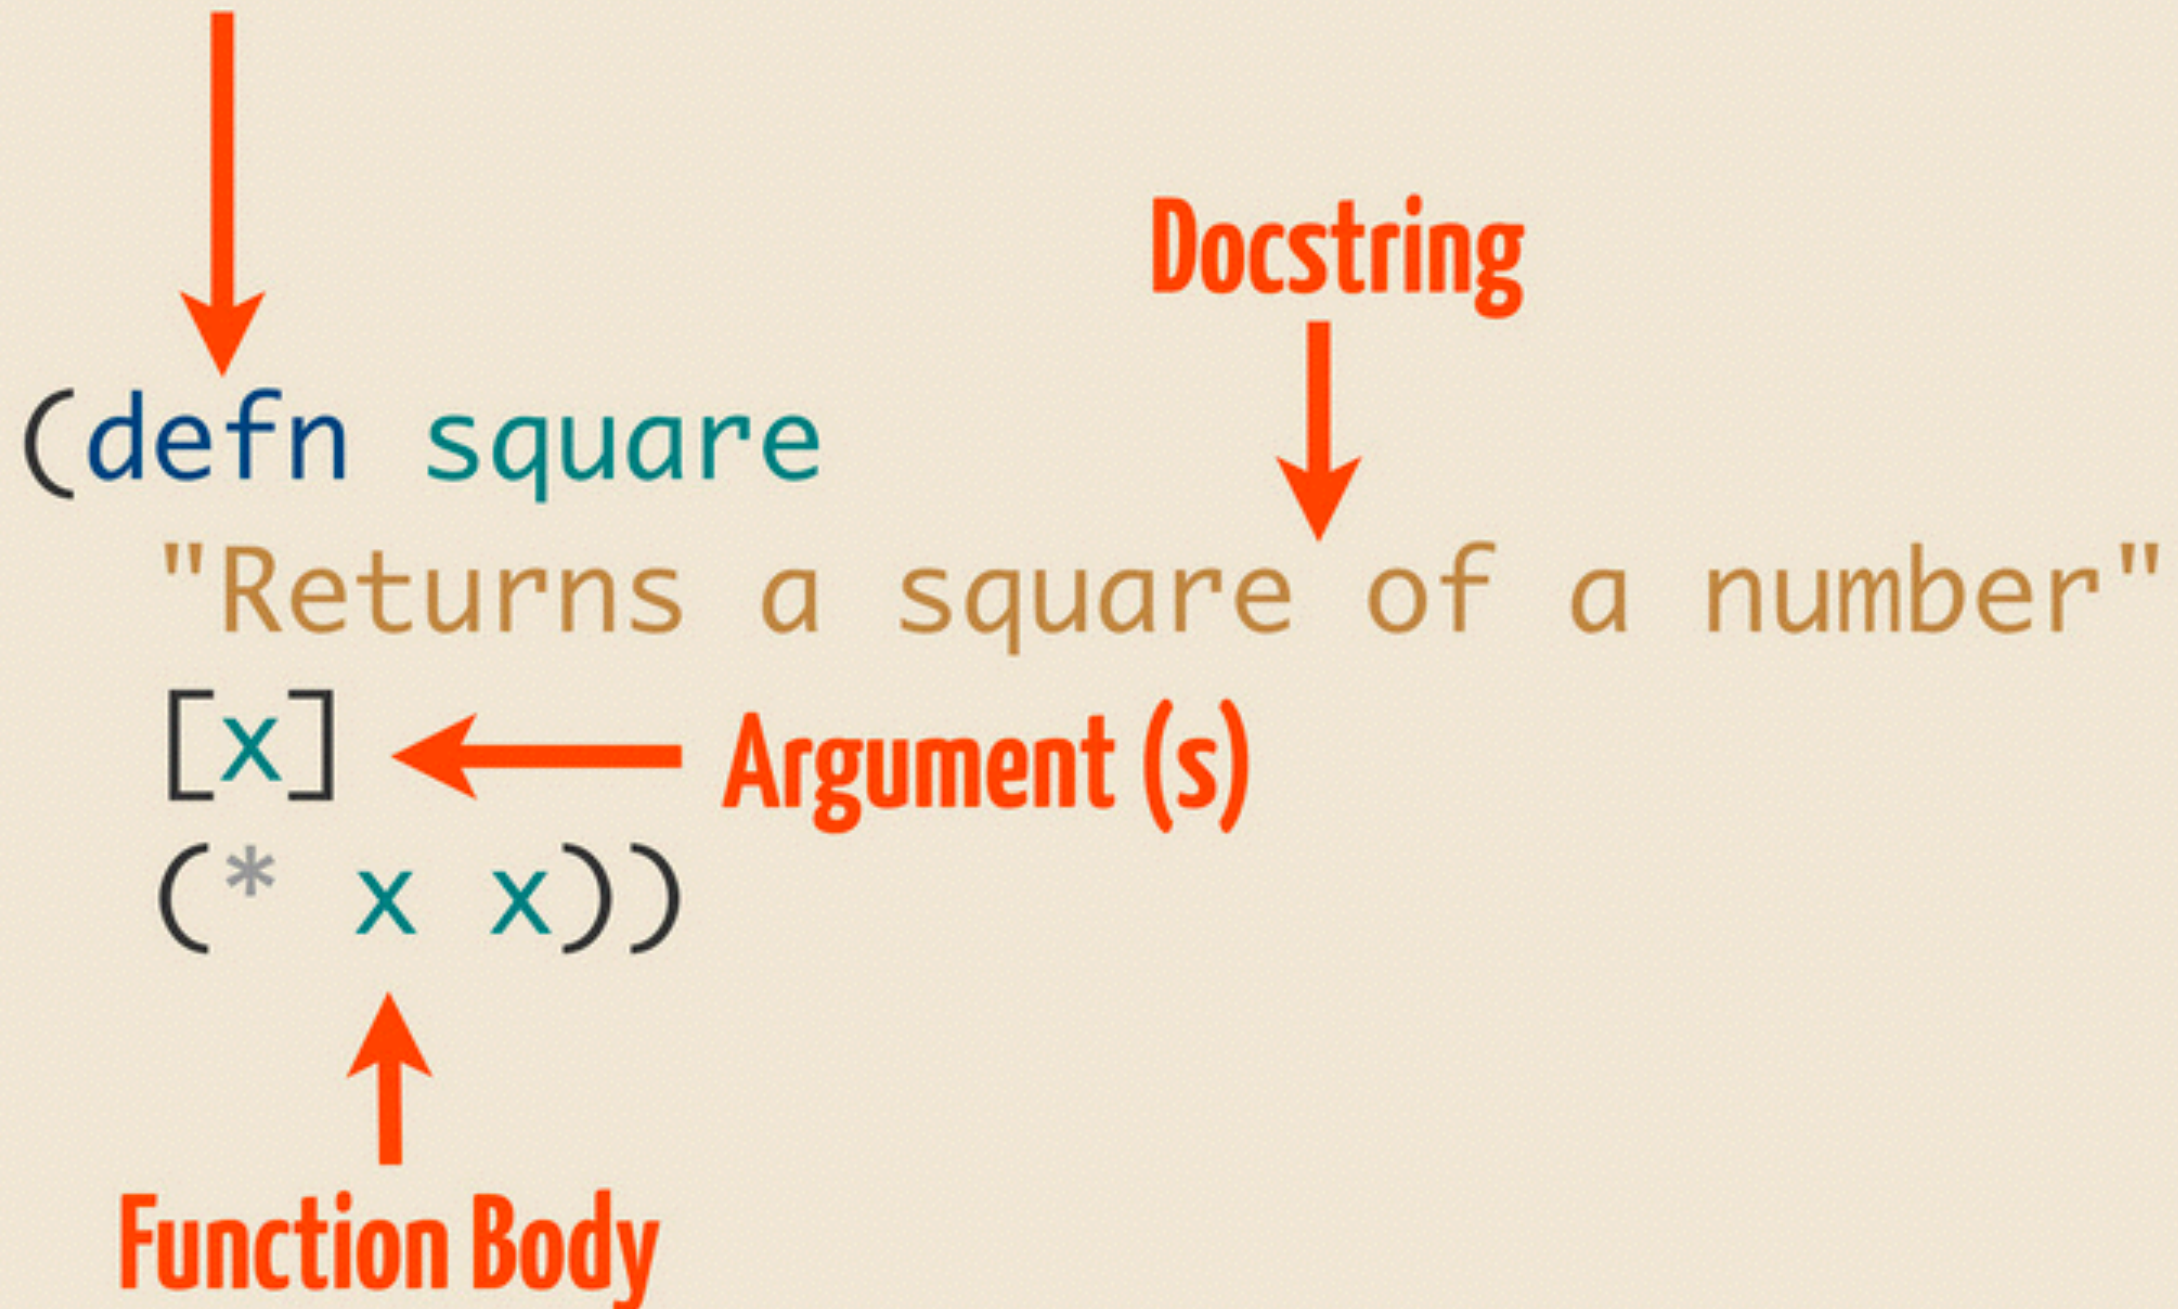 Docstring
(defn square
"Returns a square of a number"
[x]
Argument (s)
(* x x))
Function Body